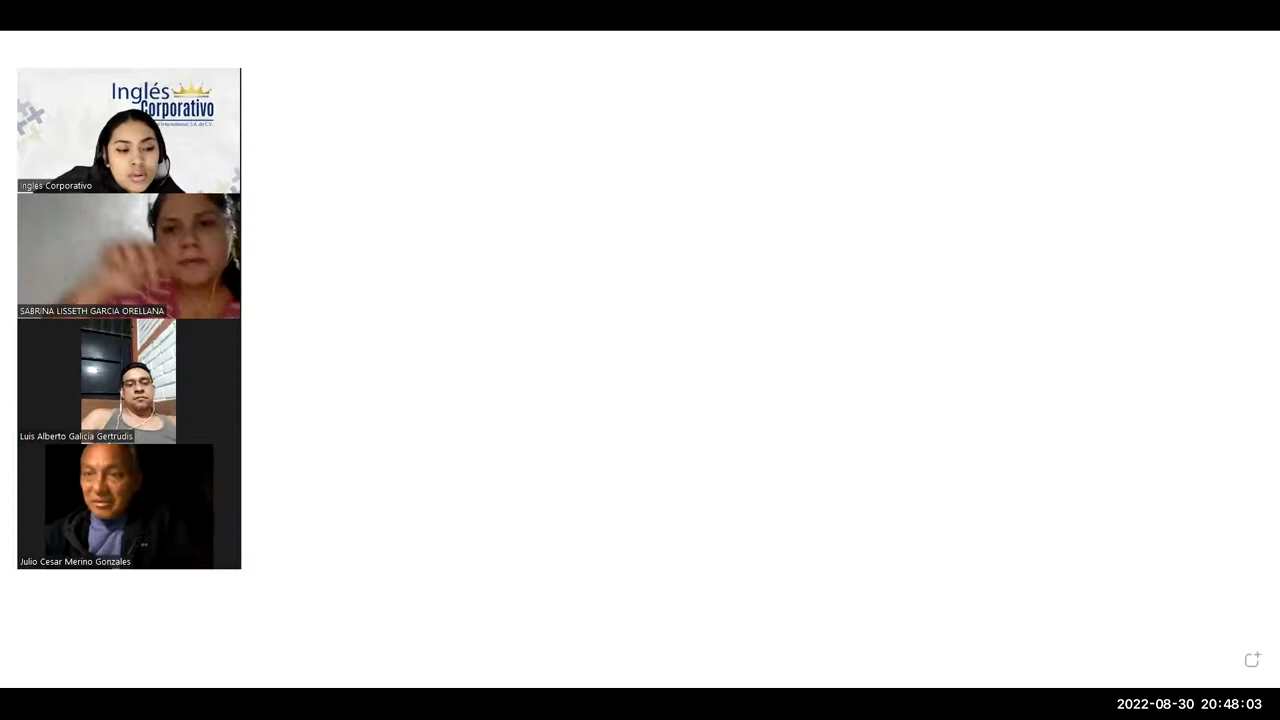 Inglés
Corporativo
Inglés Corporativo
SABRINA LISSETH GARCIA ORELLANA
Luis Alberto Galicia Gertrudis
Julio Cesar Merino Gonzales
2022-08-30 20:48:03